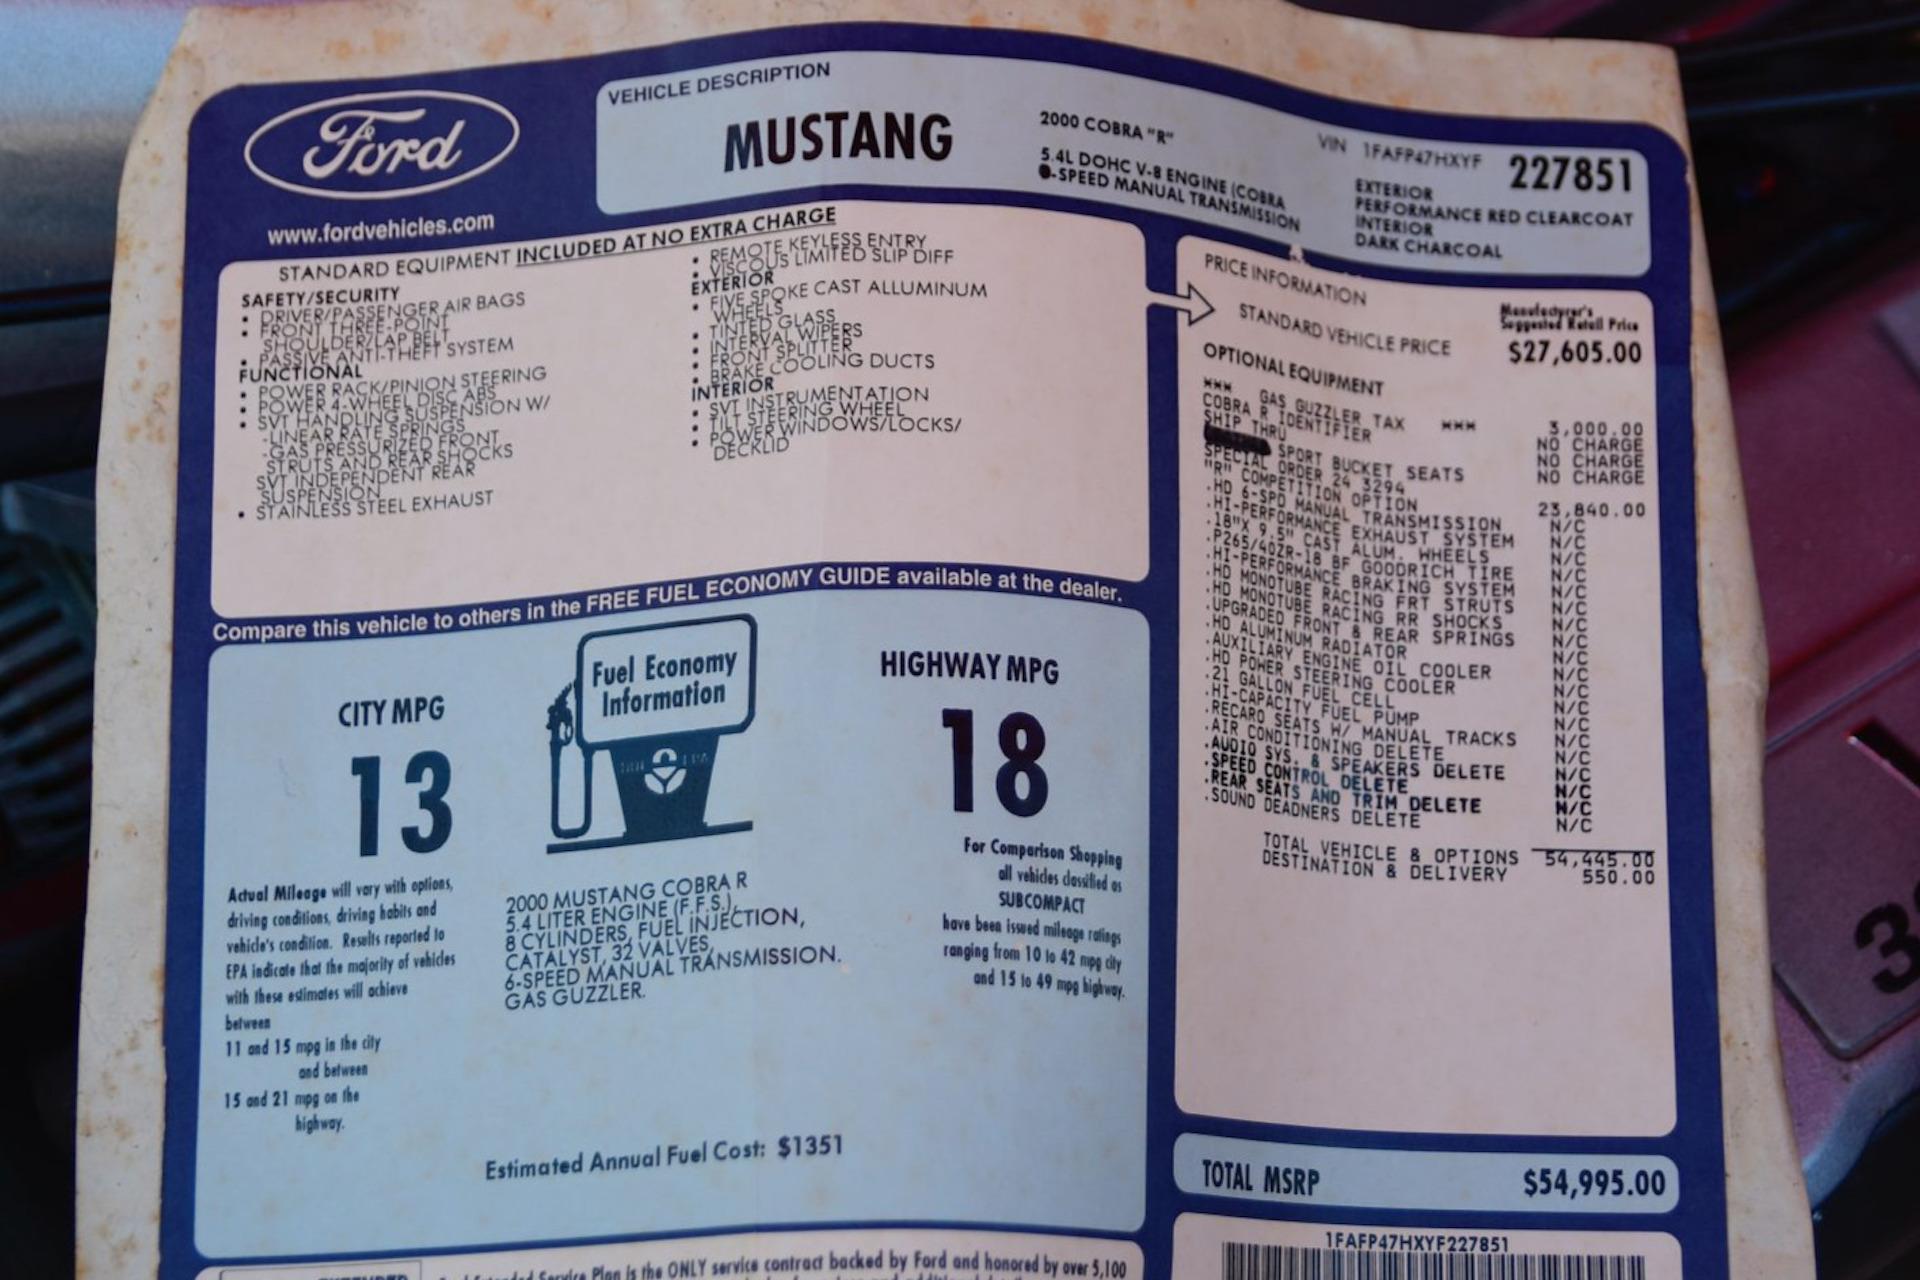 Ford
www.fordvehicles.com
VEHICLE DESCRIPTION
MUSTANG
2000 COBRA "R"
5.4L DOHC V-8 ENGINE (COBRA
-SPEED MANUAL TRANSMISSION
VIN 1FAFP47HXYF 227851
EXTERIOR
PERFORMANCE RED CLEARCOAT
INTERIOR
DARK CHARCOAL
STANDARD EQUIPMENT INCLUDED AT NO EXTRA CHARGE
SAFETY/SECURITY
• DRIVER/PASSENGER AIR BAGS
• FRONT THREE-POINT
SHOULDER/LAP BELT
• PASSIVE ANTI-THEFT SYSTEM
FUNCTIONAL
• POWER RACK/PINION STEERING
• POWER 4-WHEEL DISC ABS
• SVT HANDLING SUSPENSION W/
-LINEAR RATE SPRINGS
-GAS PRESSURIZED FRONT
STRUTS AND REAR SHOCKS
SVT INDEPENDENT REAR
SUSPENSION
• STAINLESS STEEL EXHAUST
• REMOTE KEYLESS ENTRY
• VISCOUS LIMITED SLIP DIFF
EXTERIOR
• FIVE SPOKE CAST ALLUMINUM
WHEELS
• TINTED GLASS
• INTERVAL WIPERS
• FRONT SPLITTER
• BRAKE COOLING DUCTS
INTERIOR
• SVT INSTRUMENTATION
• TILT STEERING WHEEL
• POWER WINDOWS/LOCKS/
DECKLID
PRICE INFORMATION
Manufacturer's
Suggested Retail Price
STANDARD VEHICLE PRICE $27,605.00
OPTIONAL EQUIPMENT
*** GAS GUZZLER TAX *** 3,000.00
COBRA R IDENTIFIER NO CHARGE
SHIP THRU NO CHARGE
SPORT BUCKET SEATS NO CHARGE
SPECIAL ORDER 24 3294
"R" COMPETITION OPTION 23,840.00
.HD 6-SPD MANUAL TRANSMISSION N/C
.HI-PERFORMANCE EXHAUST SYSTEM N/C
.18"X 9.5" CAST ALUM. WHEELS N/C
.P265/40ZR-18 BF GOODRICH TIRE N/C
.HI-PERFORMANCE BRAKING SYSTEM N/C
.HD MONOTUBE RACING FRT STRUTS N/C
.HD MONOTUBE RACING RR SHOCKS N/C
.UPGRADED FRONT & REAR SPRINGS N/C
.HD ALUMINUM RADIATOR N/C
.AUXILIARY ENGINE OIL COOLER N/C
.HD POWER STEERING COOLER N/C
.21 GALLON FUEL CELL N/C
.HI-CAPACITY FUEL PUMP N/C
.RECARO SEATS W/ MANUAL TRACKS N/C
.AIR CONDITIONING DELETE N/C
.AUDIO SYS. & SPEAKERS DELETE N/C
.SPEED CONTROL DELETE N/C
.REAR SEATS AND TRIM DELETE N/C
.SOUND DEADNERS DELETE N/C
TOTAL VEHICLE & OPTIONS 54,445.00
DESTINATION & DELIVERY 550.00
Compare this vehicle to others in the FREE FUEL ECONOMY GUIDE available at the dealer.
CITY MPG
13
Fuel Economy
Information
HIGHWAY MPG
18
Actual Mileage will vary with options,
driving conditions, driving habits and
vehicle's condition. Results reported to
EPA indicate that the majority of vehicles
with these estimates will achieve
between
11 and 15 mpg in the city
and between
15 and 21 mpg on the
highway.
2000 MUSTANG COBRA R
5.4 LITER ENGINE (F.F.S.),
8 CYLINDERS, FUEL INJECTION,
CATALYST, 32 VALVES,
6-SPEED MANUAL TRANSMISSION.
GAS GUZZLER.
For Comparison Shopping
all vehicles classified as
SUBCOMPACT
have been issued mileage ratings
ranging from 10 to 42 mpg city
and 15 to 49 mpg highway.
Estimated Annual Fuel Cost: $1351
TOTAL MSRP $54,995.00
1FAFP47HXYF227851
Extended Service Plan is the ONLY service contract backed by Ford and honored by over 5,100